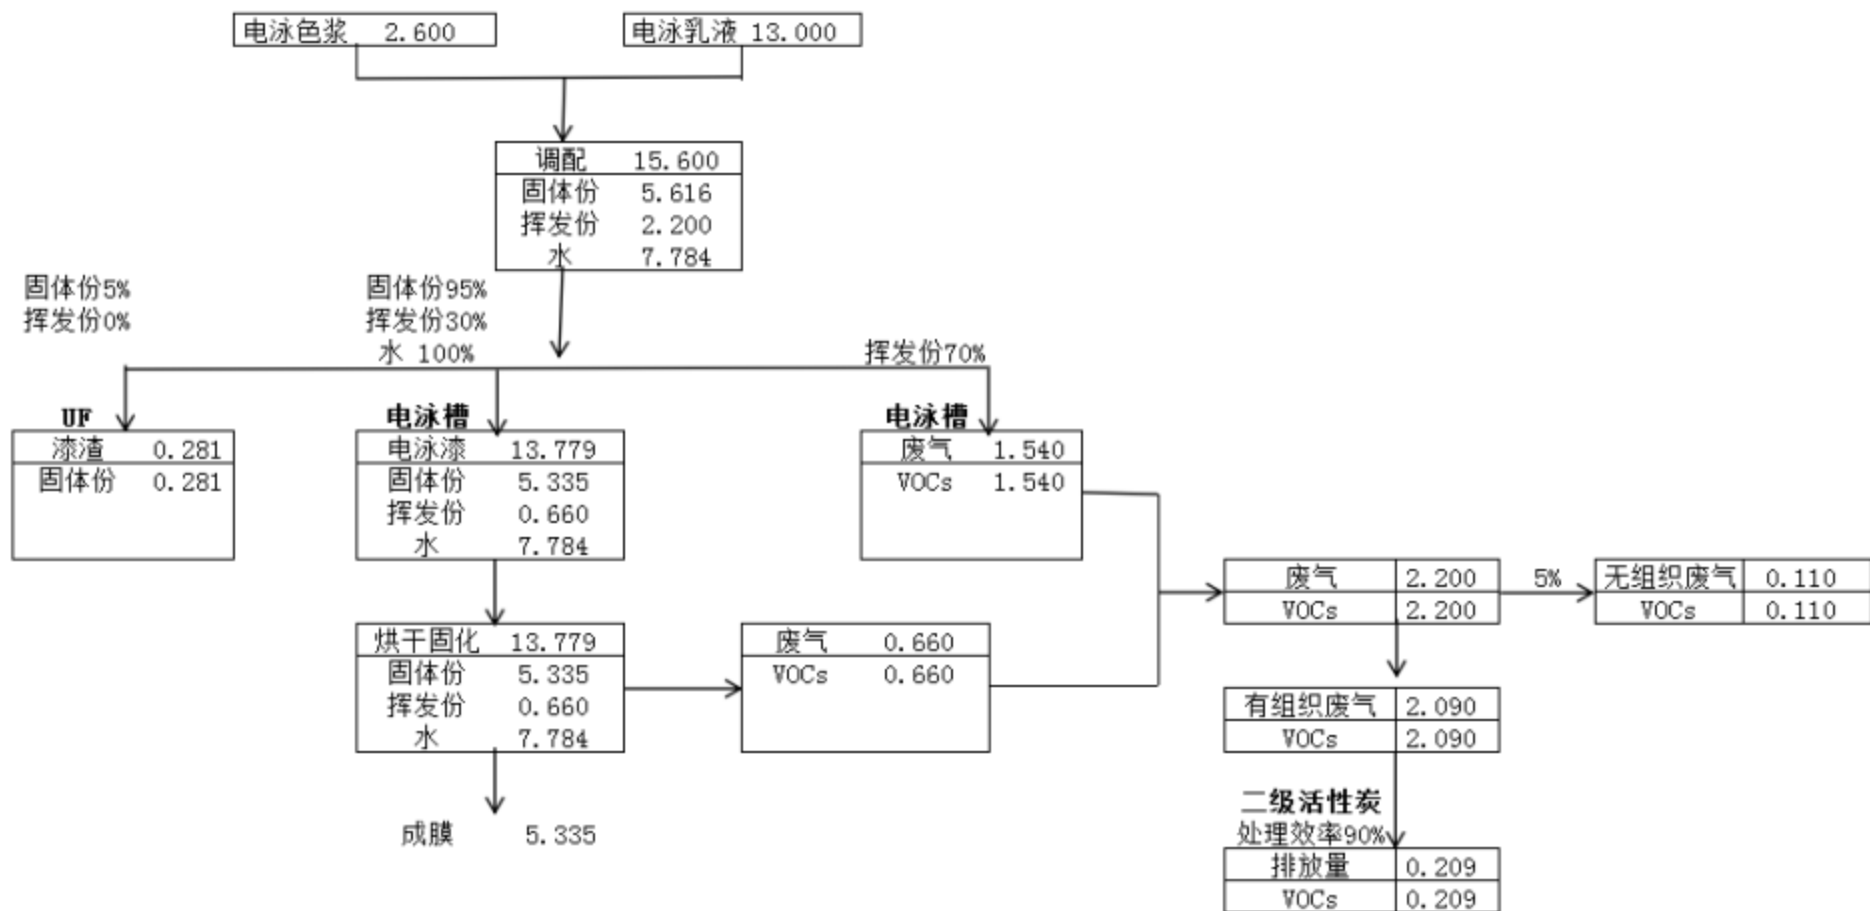 电泳色浆 2.600
电泳乳液 13.000
调配 15.600
固体份 5.616
挥发份 2.200
水 7.784
固体份5%
挥发份0%
固体份95%
挥发份30%
水 100%
挥发份70%
UF
漆渣 0.281
固体份 0.281
电泳槽
电泳漆 13.779
固体份 5.335
挥发份 0.660
水 7.784
电泳槽
废气 1.540
VOCs 1.540
烘干固化 13.779
固体份 5.335
挥发份 0.660
水 7.784
废气 0.660
VOCs 0.660
成膜 5.335
废气 2.200
VOCs 2.200
5%
无组织废气 0.110
VOCs 0.110
有组织废气 2.090
VOCs 2.090
二级活性炭
处理效率90%
排放量 0.209
VOCs 0.209